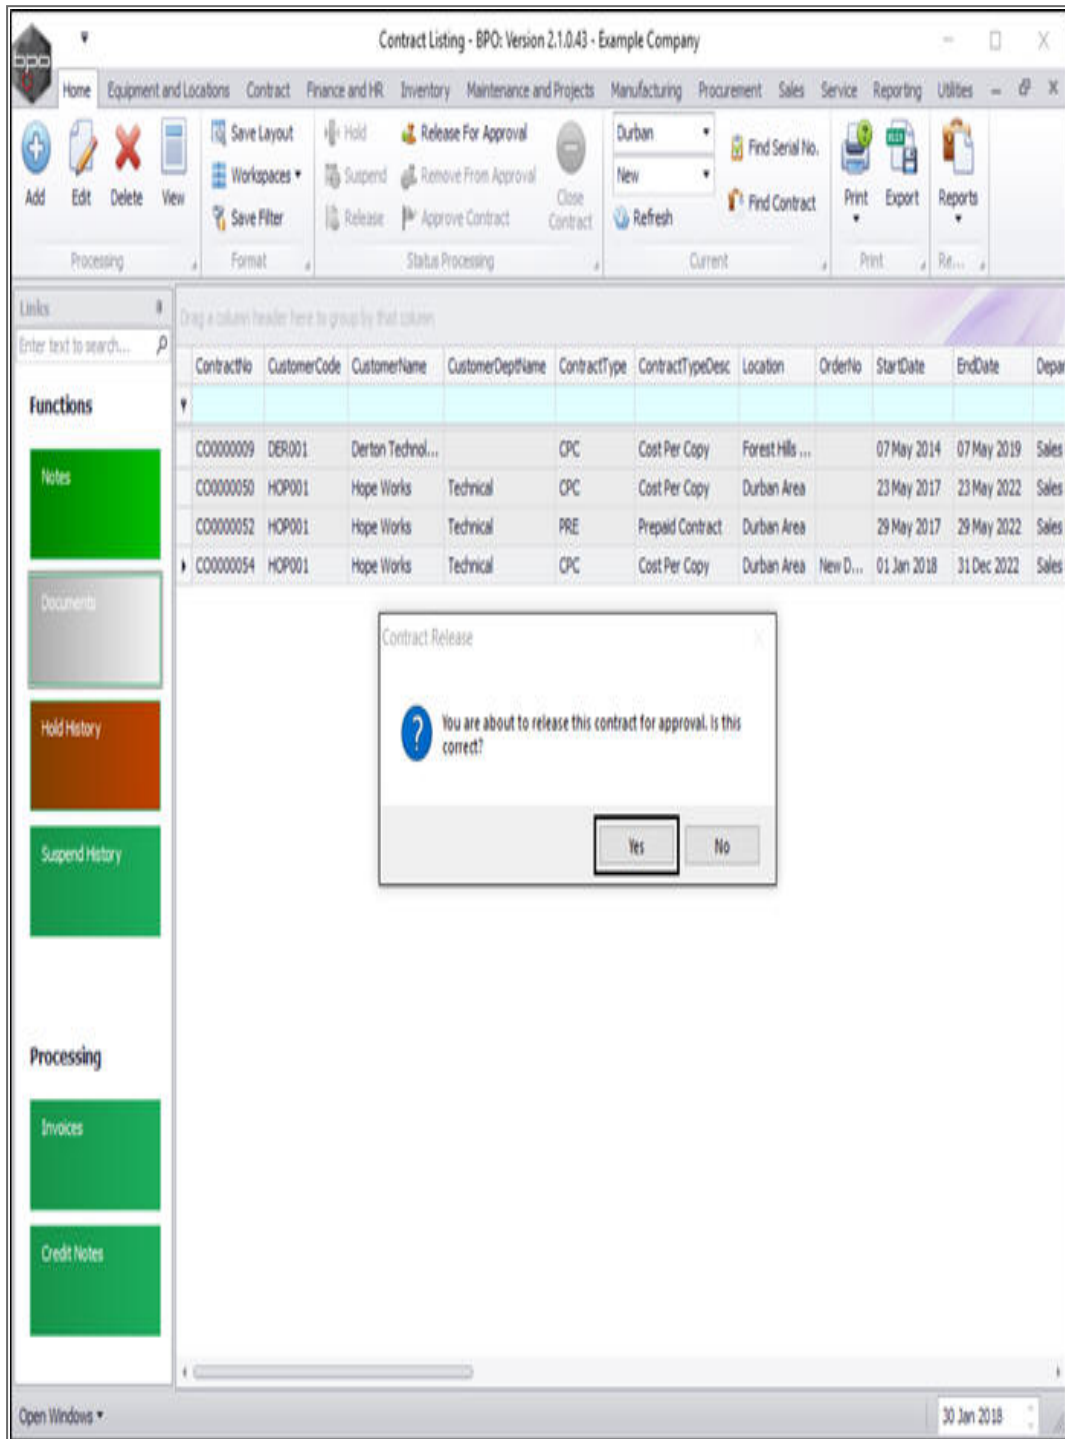 Contract Listing - BPO: Version 2.1.0.43 - Example Company
bpo
Home Equipment and Locations Contract Finance and HR Inventory Maintenance and Projects Manufacturing Procurement Sales Service Reporting Utilities
Save Layout Hold Release For Approval Durban Find Serial No.
Workspaces Suspend Remove From Approval New
Add Edit Delete View Close Contract Find Contract Print Export Reports
Save Filter Release Approve Contract Refresh
Processing Format Status Processing Current Print Re...
Links
Drag a column header here to group by that column
Enter text to search...
ContractNo CustomerCode CustomerName CustomerDeptName ContractType ContractTypeDesc Location OrderNo StartDate EndDate Depar
Functions
CO0000009 DER001 Derton Technol... CPC Cost Per Copy Forest Hills ... 07 May 2014 07 May 2019 Sales
Notes
CO0000050 HOP001 Hope Works Technical CPC Cost Per Copy Durban Area 23 May 2017 23 May 2022 Sales
CO0000052 HOP001 Hope Works Technical PRE Prepaid Contract Durban Area 29 May 2017 29 May 2022 Sales
CO0000054 HOP001 Hope Works Technical CPC Cost Per Copy Durban Area New D... 01 Jan 2018 31 Dec 2022 Sales
Documents
Contract Release
Hold History
You are about to release this contract for approval. Is this
correct?
Yes No
Suspend History
Processing
Invoices
Credit Notes
Open Windows 30 Jan 2018